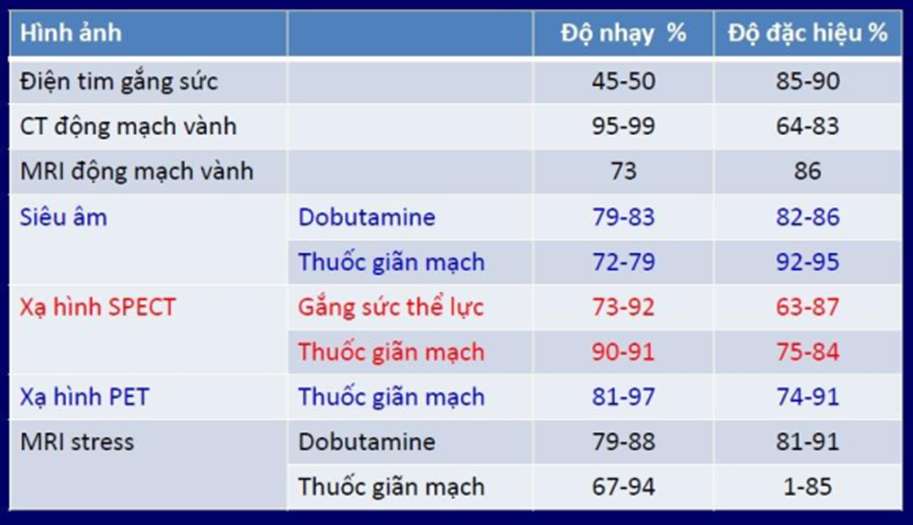 Hình ảnh Độ nhạy % Độ đặc hiệu %
Điện tim gắng sức 45-50 85-90
CT động mạch vành 95-99 64-83
MRI động mạch vành 73 86
Siêu âm Dobutamine 79-83 82-86
Thuốc giãn mạch 72-79 92-95
Xạ hình SPECT Gắng sức thể lực 73-92 63-87
Thuốc giãn mạch 90-91 75-84
Xạ hình PET Thuốc giãn mạch 81-97 74-91
MRI stress Dobutamine 79-88 81-91
Thuốc giãn mạch 67-94 1-85